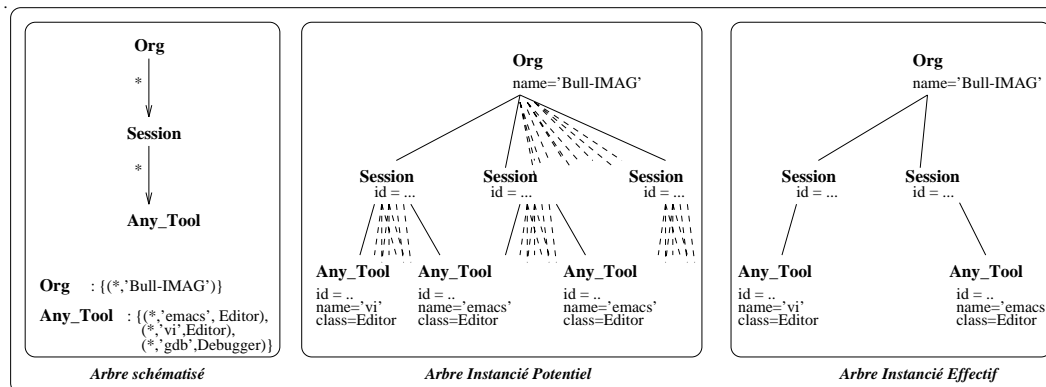 Org
*
Session
*
Any_Tool
Org : {(*,'Bull-IMAG')}
Any_Tool : {(*,'emacs', Editor),
(*,'vi',Editor),
(*,'gdb',Debugger)}
Arbre schématisé
Org
name='Bull-IMAG'
Session
id = ...
Session
id = ...
Session
id = ...
Any_Tool
id = ..
name='vi'
class=Editor
Any_Tool
id = ..
name='emacs'
class=Editor
Any_Tool
id = ..
name='emacs'
class=Editor
Arbre Instancié Potentiel
Org
name='Bull-IMAG'
Session
id = ...
Session
id = ...
Any_Tool
id = ..
name='vi'
class=Editor
Any_Tool
id = ..
name='emacs
class=Editor
Arbre Instancié Effectif